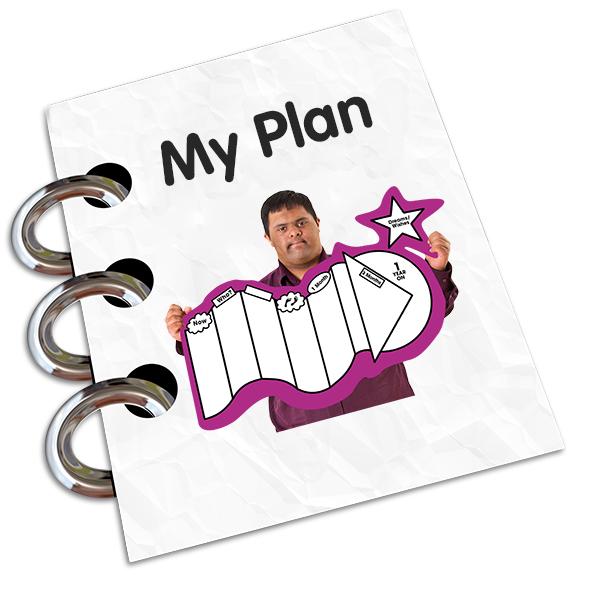 My Plan
Dreams/
Wishes
Now
Who?
1 Month
3 Months
1
YEAR
ON